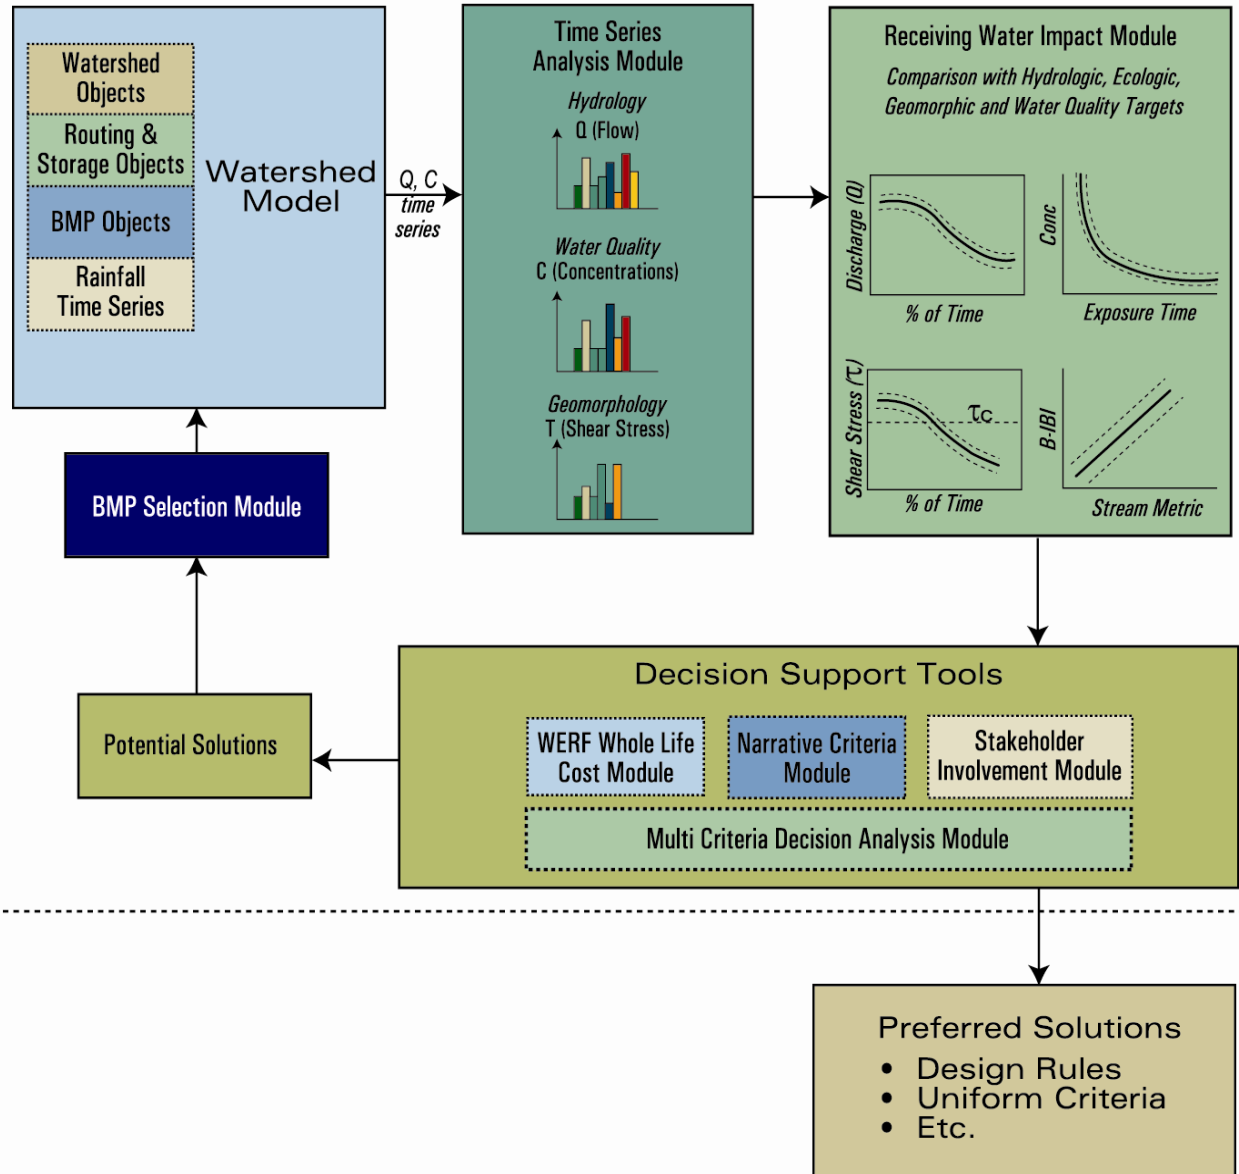 Watershed
Objects
Routing &
Storage Objects
BMP Objects
Rainfall
Time Series
Watershed
Model
Q, C
time
series
Time Series
Analysis Module
Hydrology
Q (Flow)
Water Quality
C (Concentrations)
Geomorphology
T (Shear Stress)
Receiving Water Impact Module
Comparison with Hydrologic, Ecologic,
Geomorphic and Water Quality Targets
Discharge (Q)
% of Time
Conc
Exposure Time
Shear Stress (τ)
τc
% of Time
B-IBI
Stream Metric
BMP Selection Module
Potential Solutions
Decision Support Tools
WERF Whole Life
Cost Module
Narrative Criteria
Module
Stakeholder
Involvement Module
Multi Criteria Decision Analysis Module
Preferred Solutions
• Design Rules
• Uniform Criteria
• Etc.